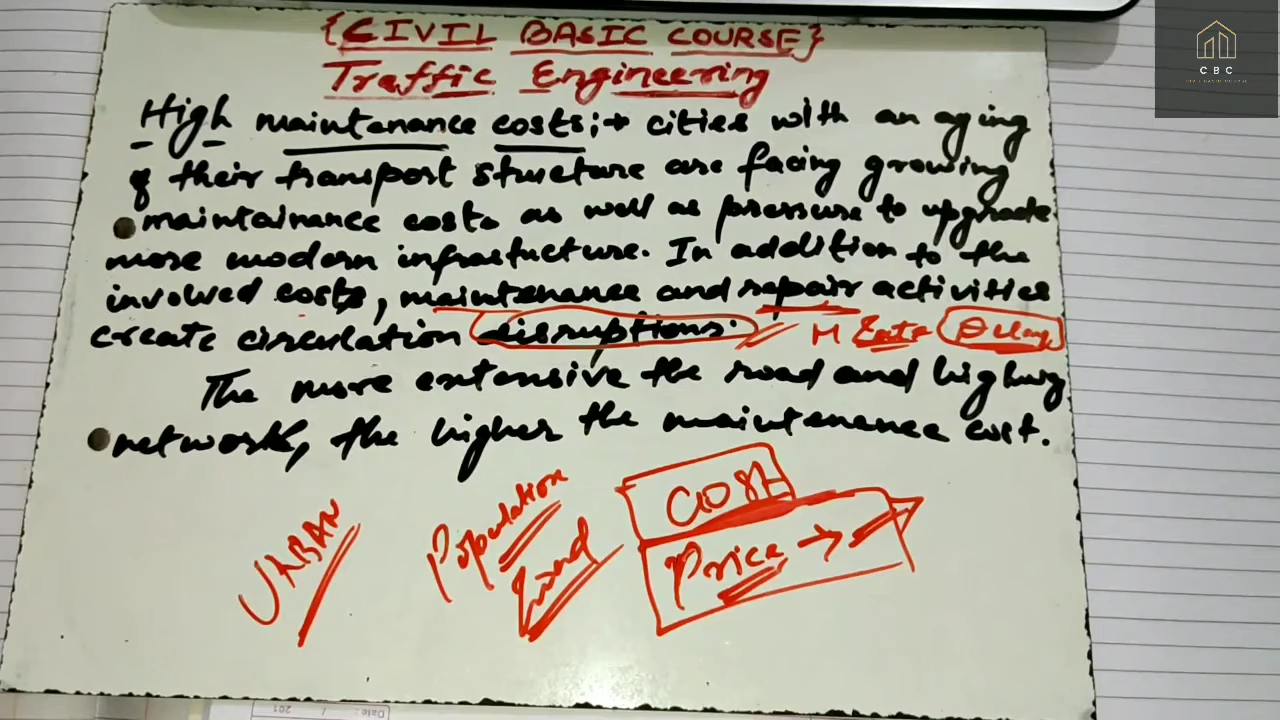 {CIVIL BASIC COURSE}
Traffic Engineering
High maintenance costs;→ cities with an aging
of their transport structure are facing growing
maintainance costs as well as pressure to upgrade
more modern infrastucture. In addition to the
involved costs, maintenance and repair activities
create circulation disruptions. M Delay
The more extensive the road and highway
network, the higher the maintenance cost.
COST
Price →
Population
URBAN
CBC